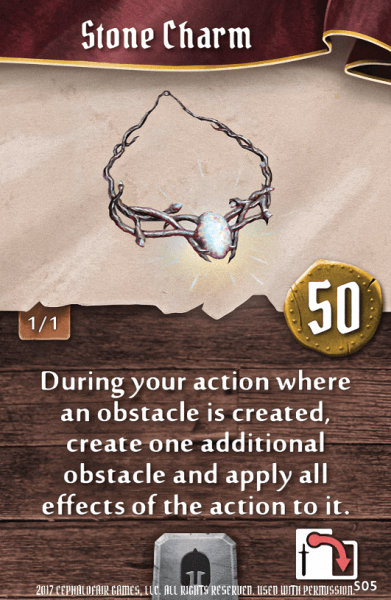 Stone Charm
1/1
50
During your action where
an obstacle is created,
create one additional
obstacle and apply all
effects of the action to it.
2017 CEPHALOFAIR GAMES, LLC. ALL RIGHTS RESERVED. USED WITH PERMISSION.
S05